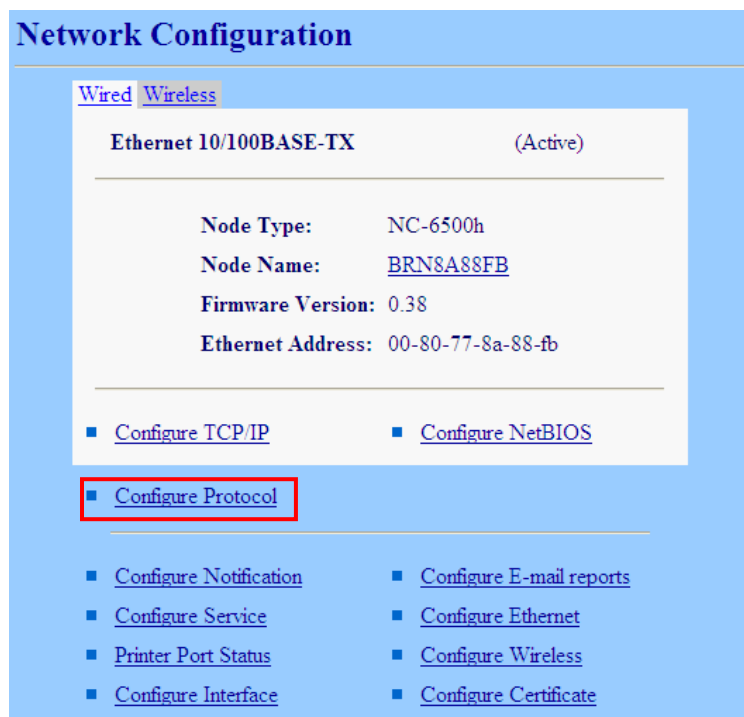 Network Configuration
Wired Wireless
Ethernet 10/100BASE-TX (Active)
Node Type: NC-6500h
Node Name: BRN8A88FB
Firmware Version: 0.38
Ethernet Address: 00-80-77-8a-88-fb
Configure TCP/IP Configure NetBIOS
Configure Protocol
Configure Notification Configure E-mail reports
Configure Service Configure Ethernet
Printer Port Status Configure Wireless
Configure Interface Configure Certificate